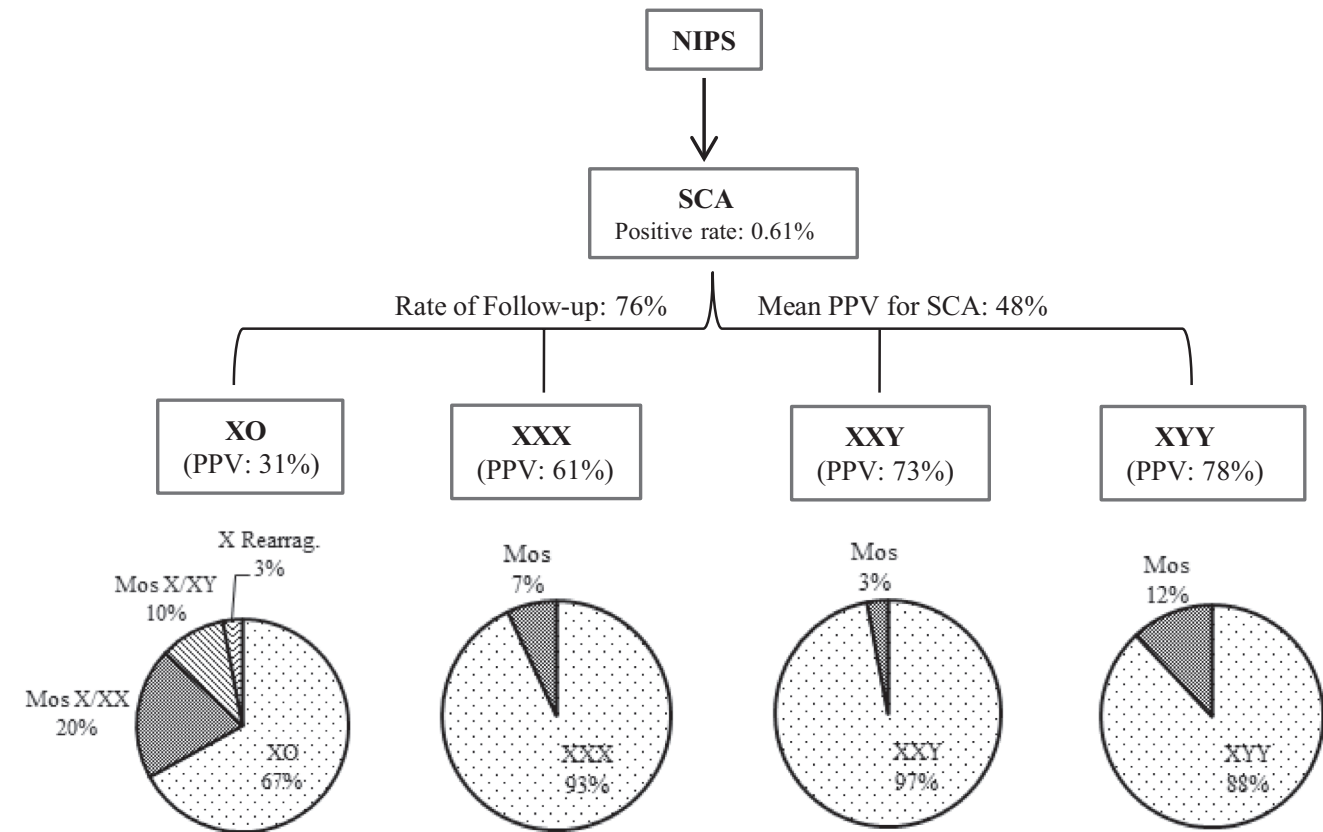 NIPS
SCA
Positive rate: 0.61%
Rate of Follow-up: 76%
Mean PPV for SCA: 48%
XO
(PPV: 31%)
XXX
(PPV: 61%)
XXY
(PPV: 73%)
XYY
(PPV: 78%)
X Rearrag.
3%
Mos X/XY
10%
Mos X/XX
20%
XO
67%
Mos
7%
XXX
93%
Mos
3%
XXY
97%
Mos
12%
XYY
88%